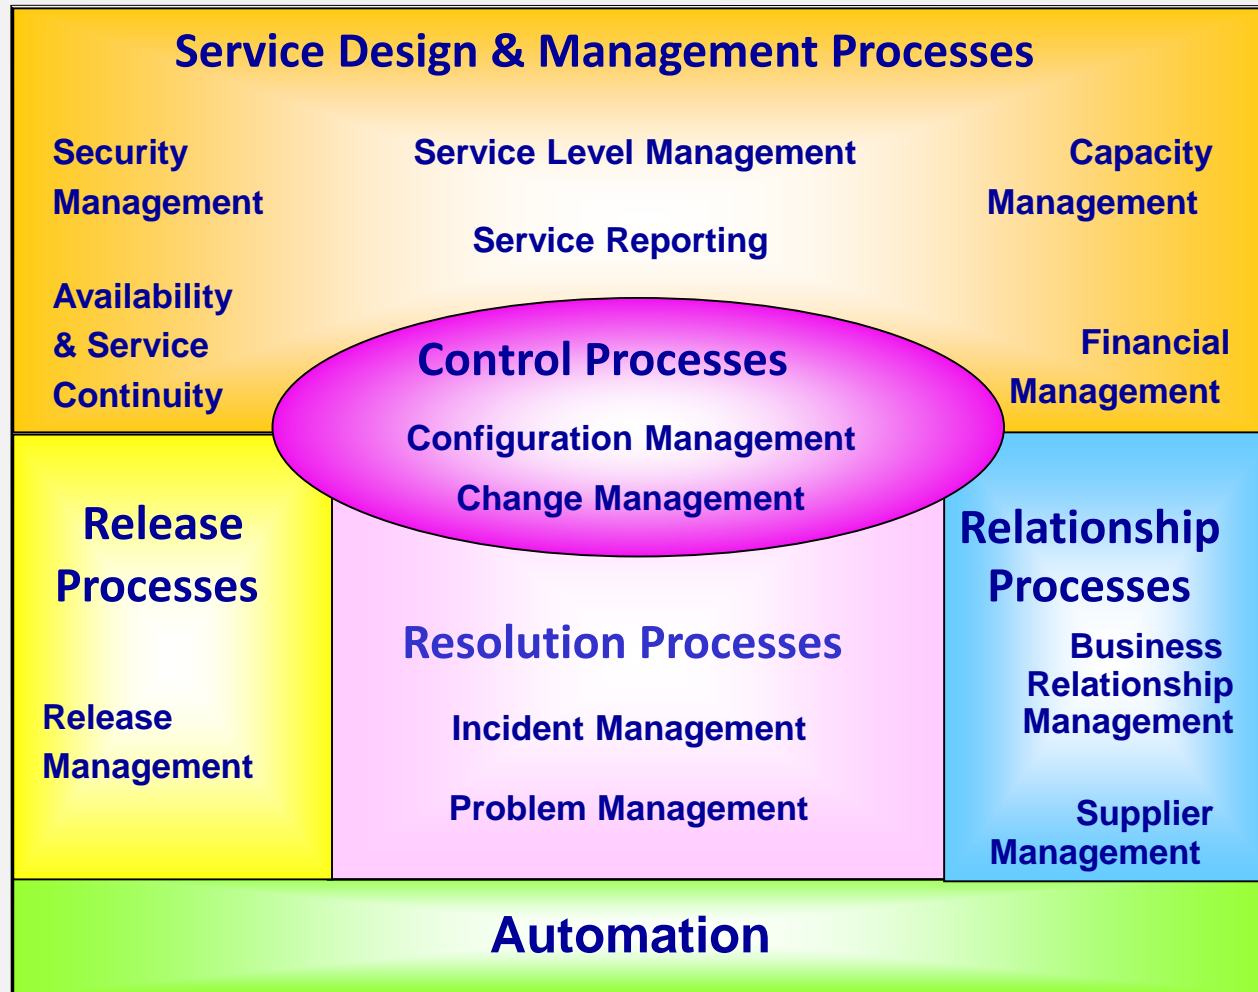 Service Design & Management Processes
Security
Management
Service Level Management
Capacity
Management
Service Reporting
Availability
& Service
Continuity
Financial
Management
Control Processes
Configuration Management
Change Management
Release
Processes
Release
Management
Resolution Processes
Incident Management
Problem Management
Relationship
Processes
Business
Relationship
Management
Supplier
Management
Automation